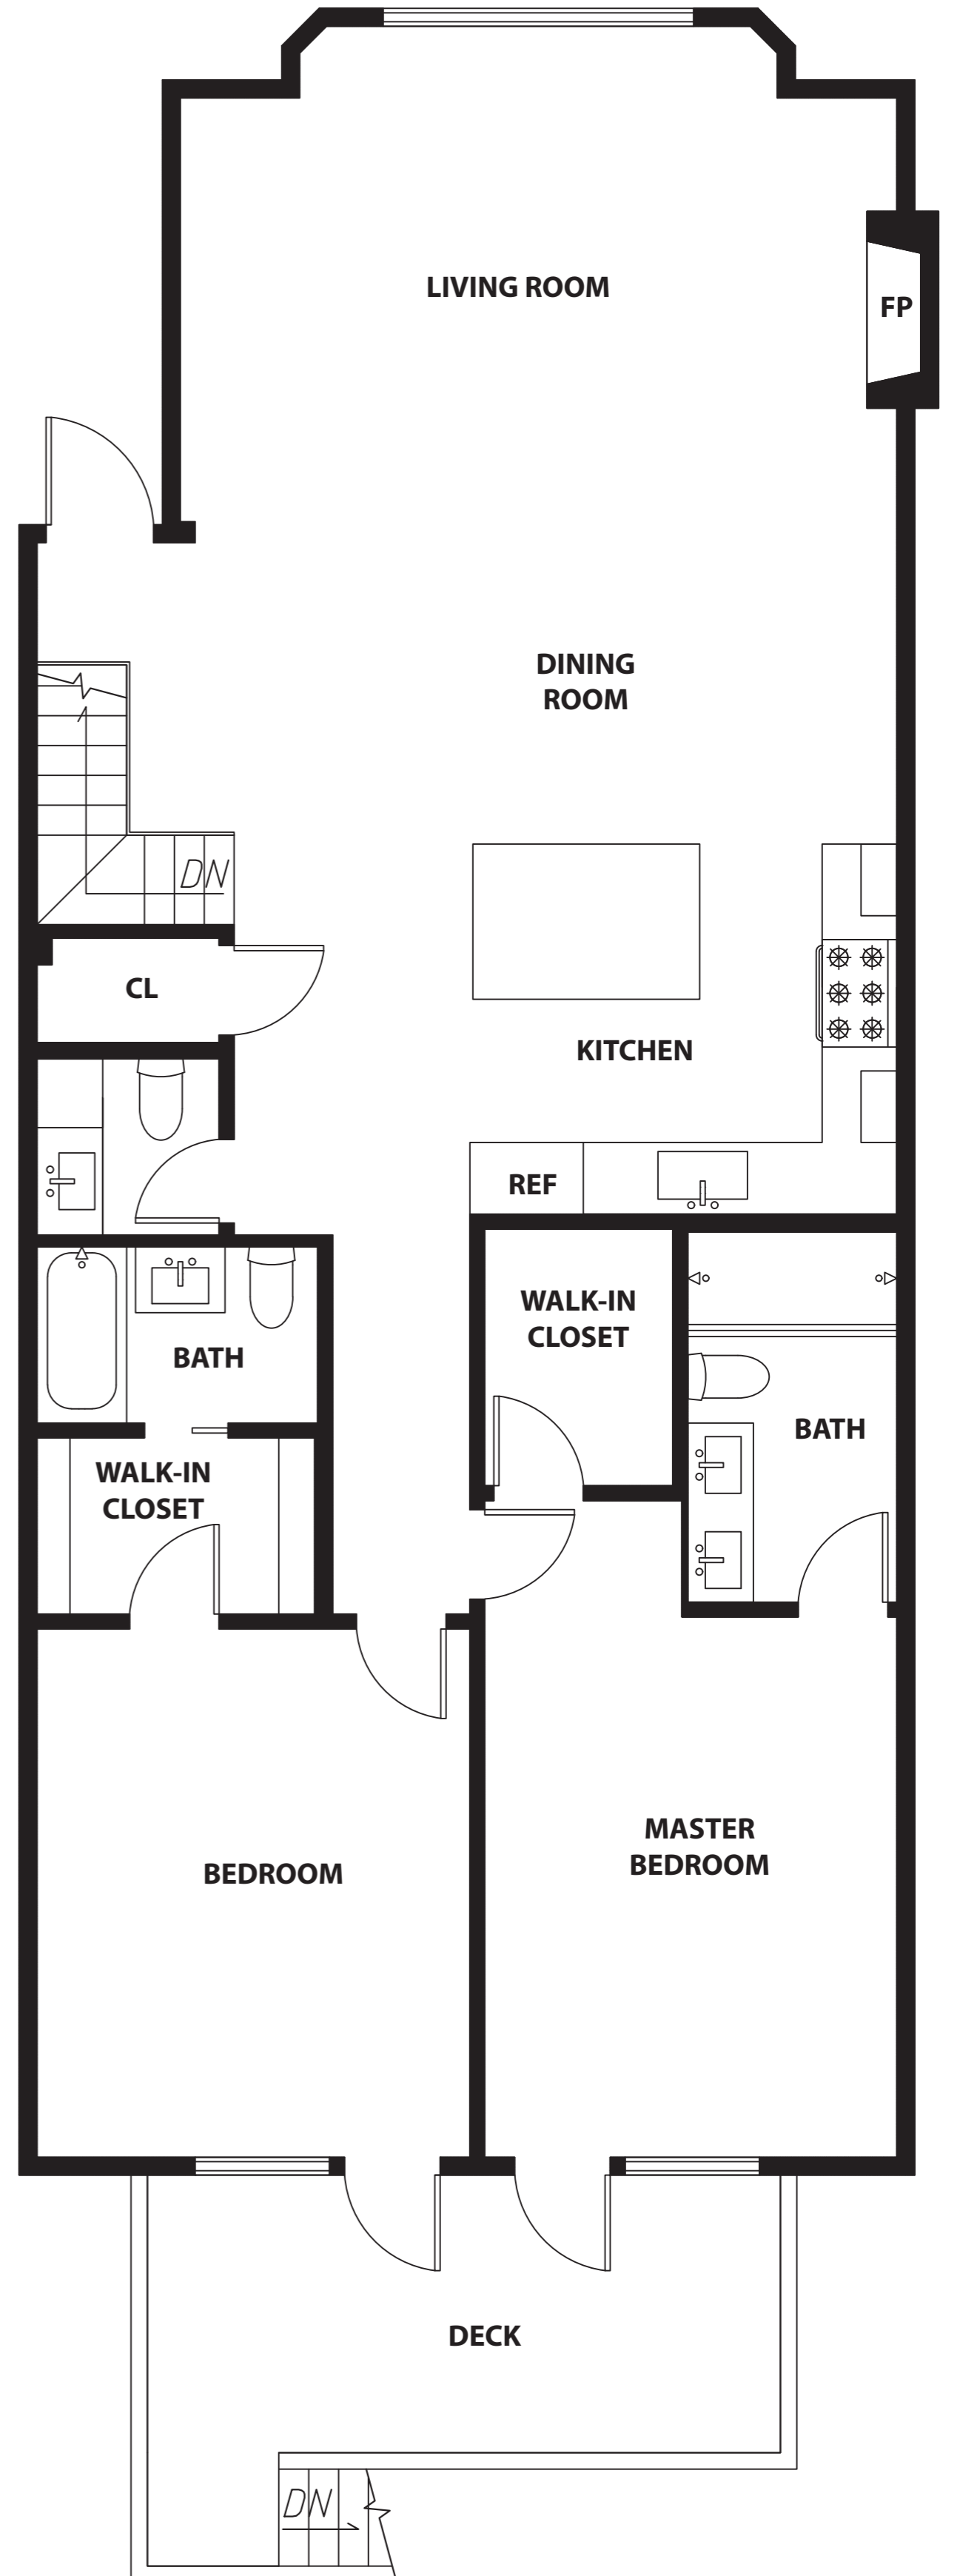 LIVING ROOM
FP
DINING
ROOM
DN
CL
KITCHEN
REF
WALK-IN
CLOSET
BATH
BATH
WALK-IN
CLOSET
MASTER
BEDROOM
BEDROOM
DECK
DN